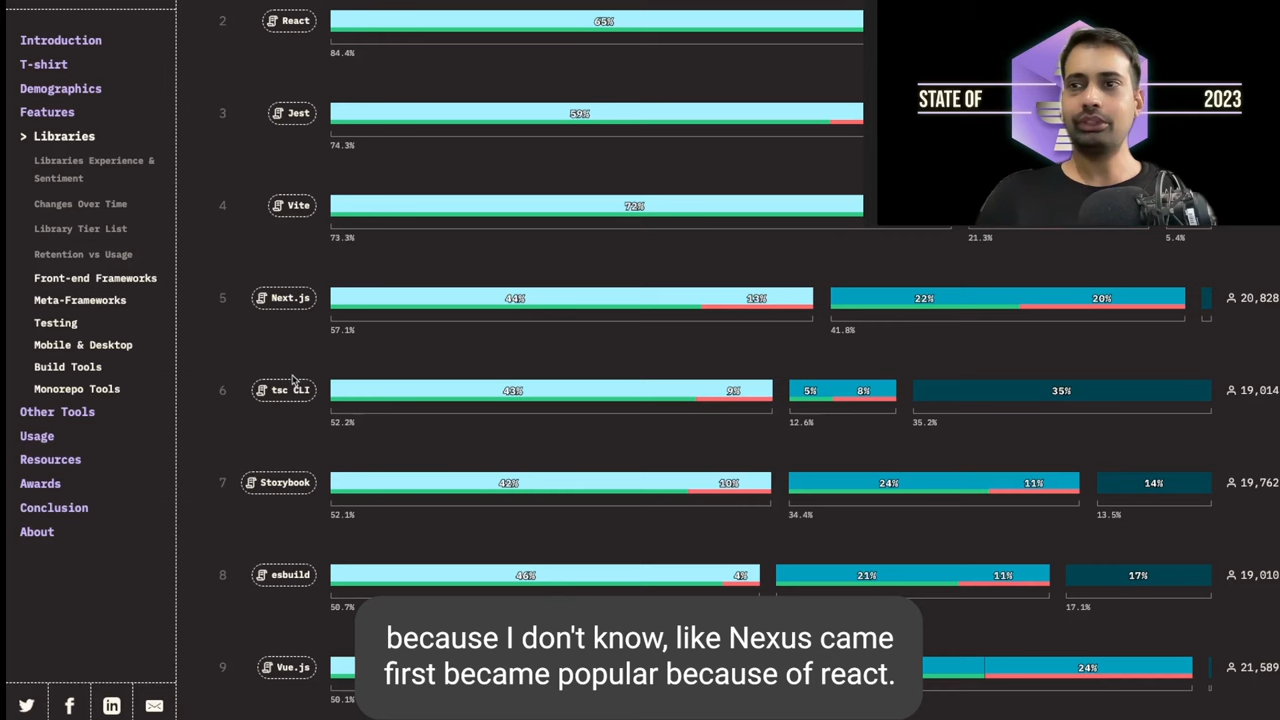 Introduction
T-shirt
Demographics
Features
> Libraries
Libraries Experience &
Sentiment
Changes Over Time
Library Tier List
Retention vs Usage
Front-end Frameworks
Meta-Frameworks
Testing
Mobile & Desktop
Build Tools
Monorepo Tools
Other Tools
Usage
Resources
Awards
Conclusion
About
2 React 65%
84.4%
3 Jest 59%
74.3%
4 Vite 72%
73.3% 21.3% 5.4%
5 Next.js 44% 13% 22% 20% 20,828
57.1% 41.8%
6 tsc CLI 43% 9% 5% 8% 35% 19,014
52.2% 12.6% 35.2%
7 Storybook 42% 10% 24% 11% 14% 19,762
52.1% 34.4% 13.5%
8 esbuild 46% 4% 21% 11% 17% 19,010
50.7% 17.1%
9 Vue.js 24% 21,589
50.1%
STATE OF 2023
because I don't know, like Nexus came
first became popular because of react.